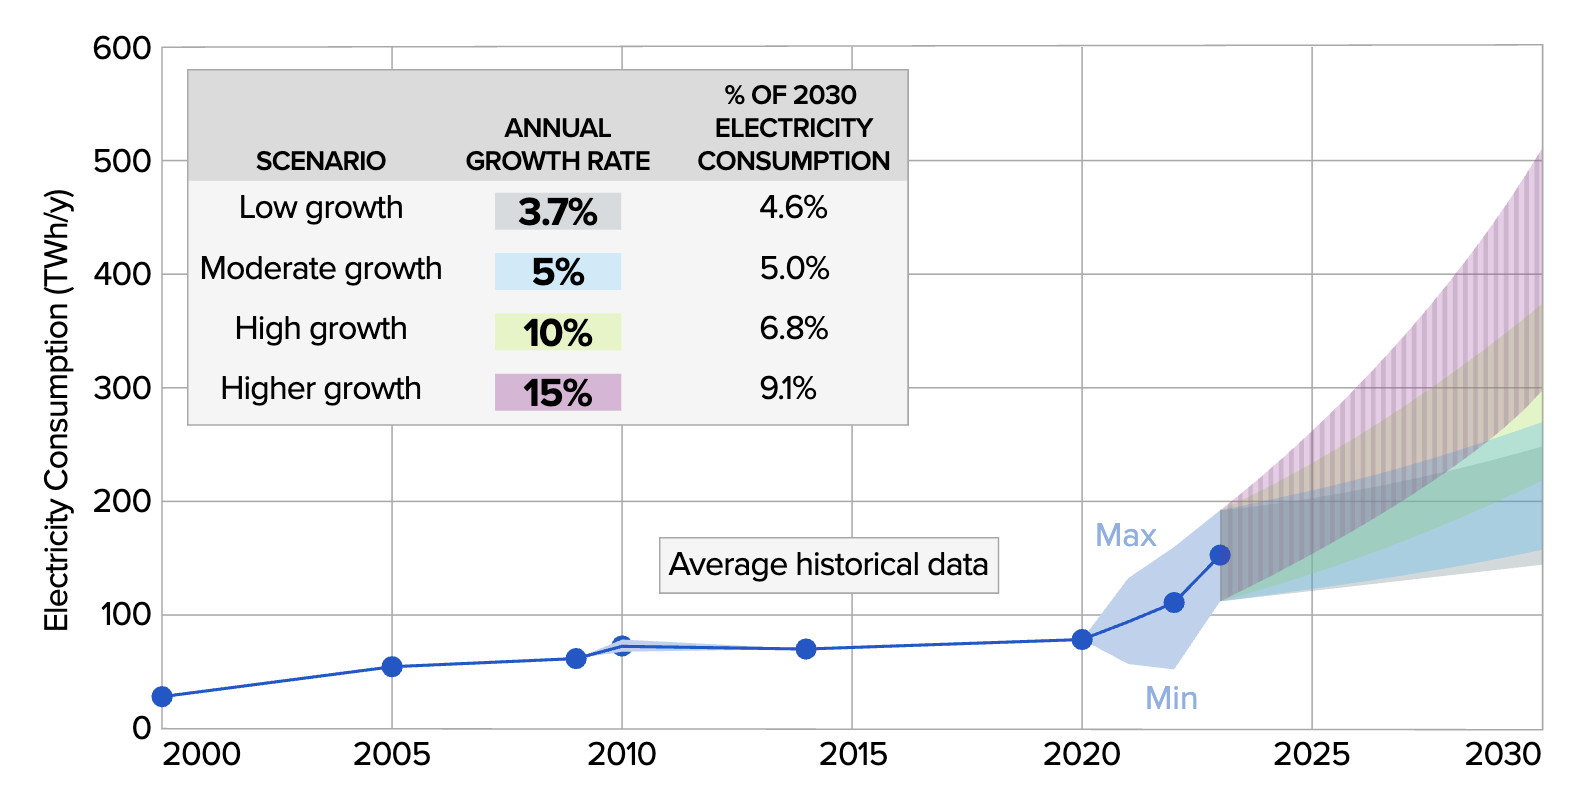 600
500
400
300
200
100
0
Electricity Consumption (TWh/y)
% OF 2030
ANNUAL ELECTRICITY
SCENARIO GROWTH RATE CONSUMPTION
Low growth 3.7% 4.6%
Moderate growth 5% 5.0%
High growth 10% 6.8%
Higher growth 15% 9.1%
Max
Average historical data
Min
2000 2005 2010 2015 2020 2025 2030